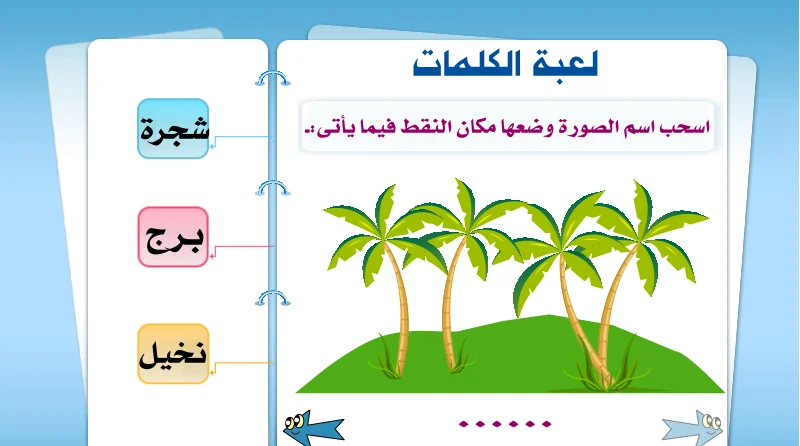 لعبة الكلمات
اسحب اسم الصورة وضعها مكان النقط فيما يأتى :ـ
شجرة
برج
نخيل
......